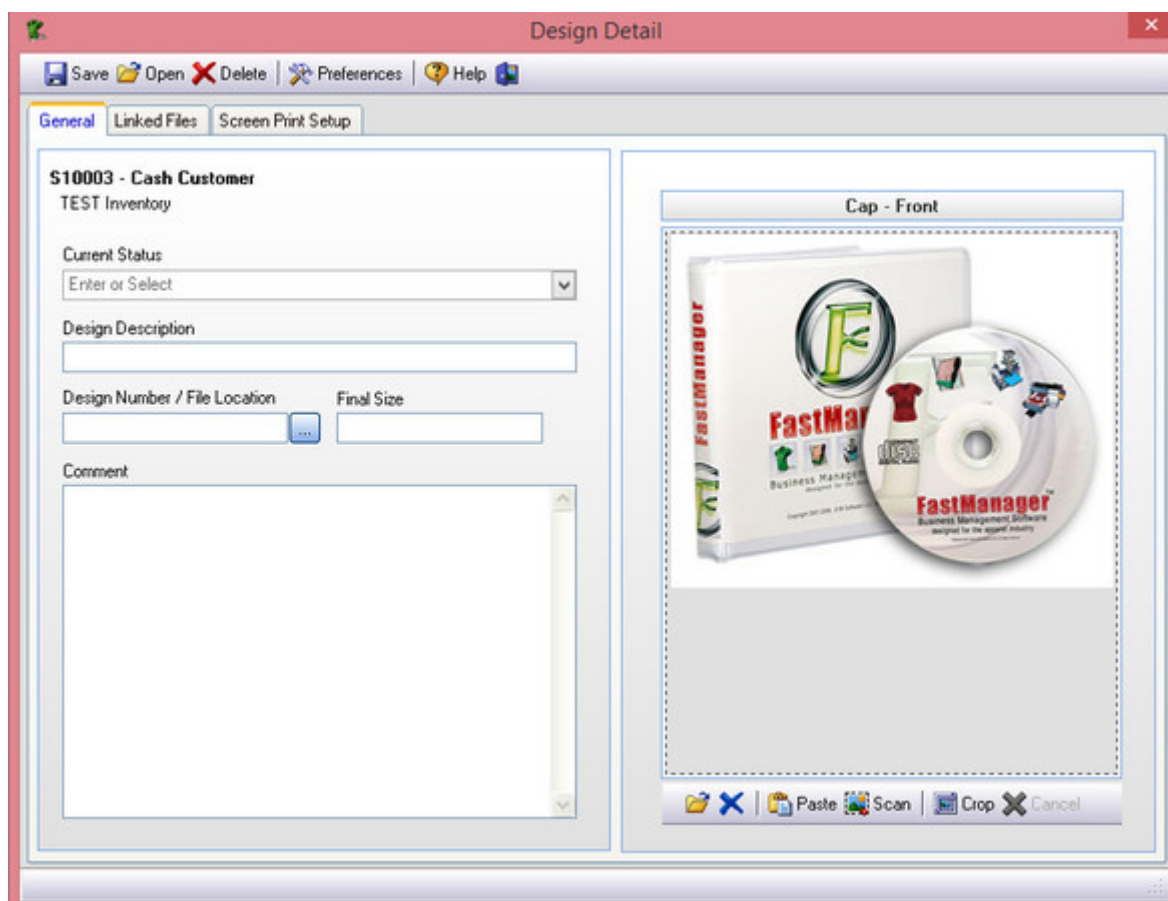 Design Detail
Save Open Delete Preferences Help
General Linked Files Screen Print Setup
S10003 - Cash Customer
TEST Inventory
Current Status
Enter or Select
Design Description
Design Number / File Location Final Size
...
Comment
Cap - Front
FastManager
F
FastMa
Business Manage
FastManager
Business Management Software
designed for the apparel industry
Paste Scan Crop Cancel